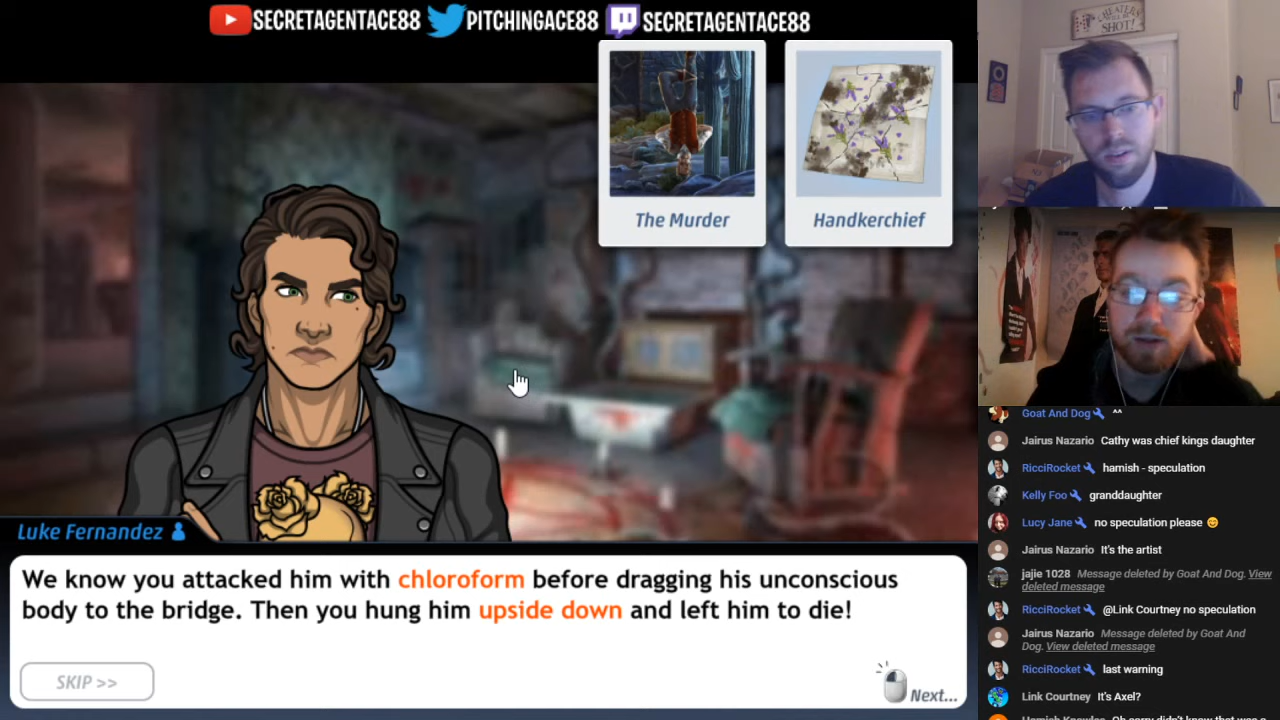 SECRETAGENTACE88 PITCHINGACE88 SECRETAGENTACE88
CHEATERS
SHOT!
The Murder
Handkerchief
Luke Fernandez
We know you attacked him with chloroform before dragging his unconscious
body to the bridge. Then you hung him upside down and left him to die!
SKIP >>
Next...
Goat And Dog ^^
Jairus Nazario Cathy was chief kings daughter
RicciRocket hamish - speculation
Kelly Foo granddaughter
Lucy Jane no speculation please
Jairus Nazario It's the artist
jajie 1028 Message deleted by Goat And Dog. View
deleted message
RicciRocket @Link Courtney no speculation
Jairus Nazario Message deleted by Goat And
Dog. View deleted message
RicciRocket last warning
Link Courtney It's Axel?